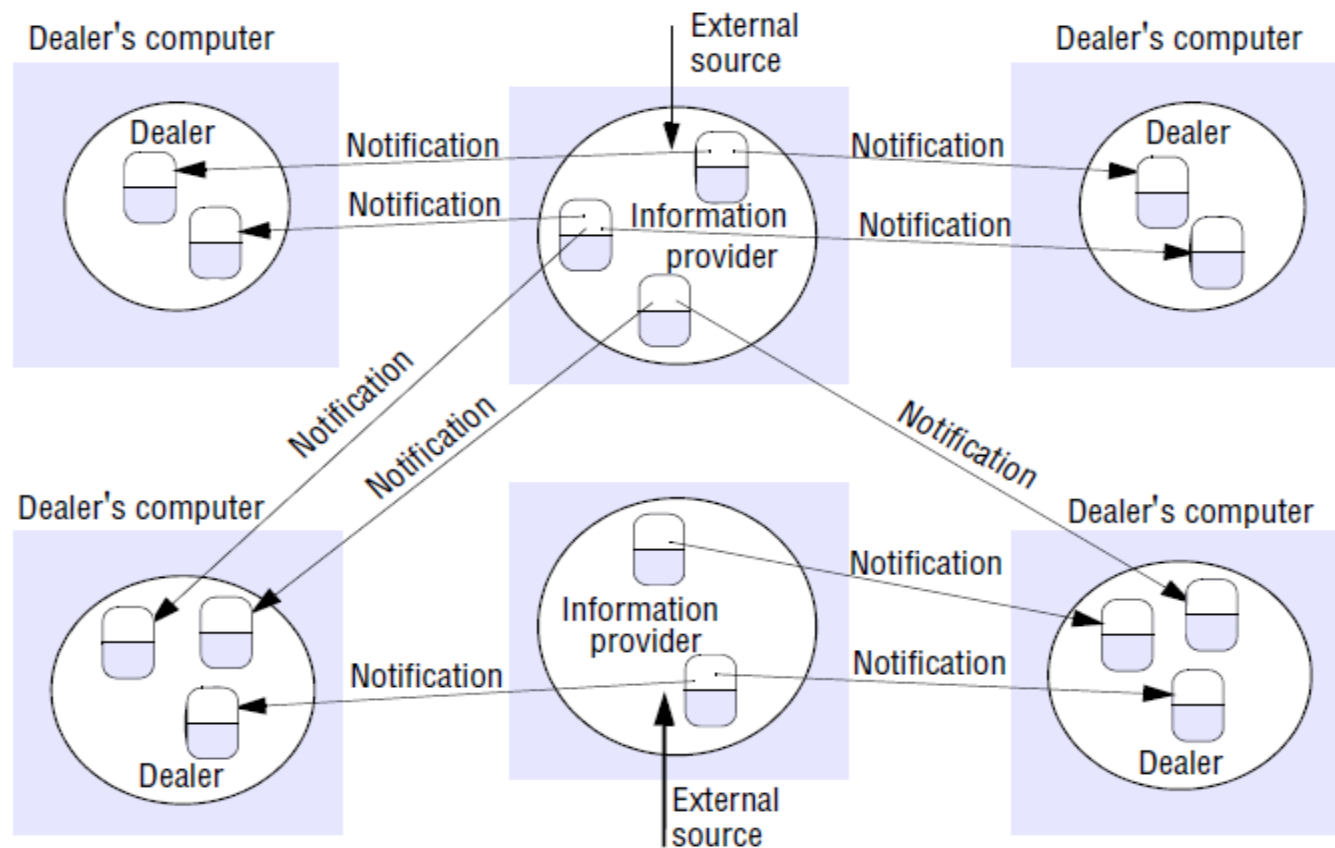 Dealer's computer
External
source
Dealer's computer
Dealer
Notification
Notification
Dealer
Notification
Information
provider
Notification
Notification
Notification
Notification
Dealer's computer
Dealer's computer
Information
provider
Notification
Notification
Notification
Dealer
Dealer
External
source